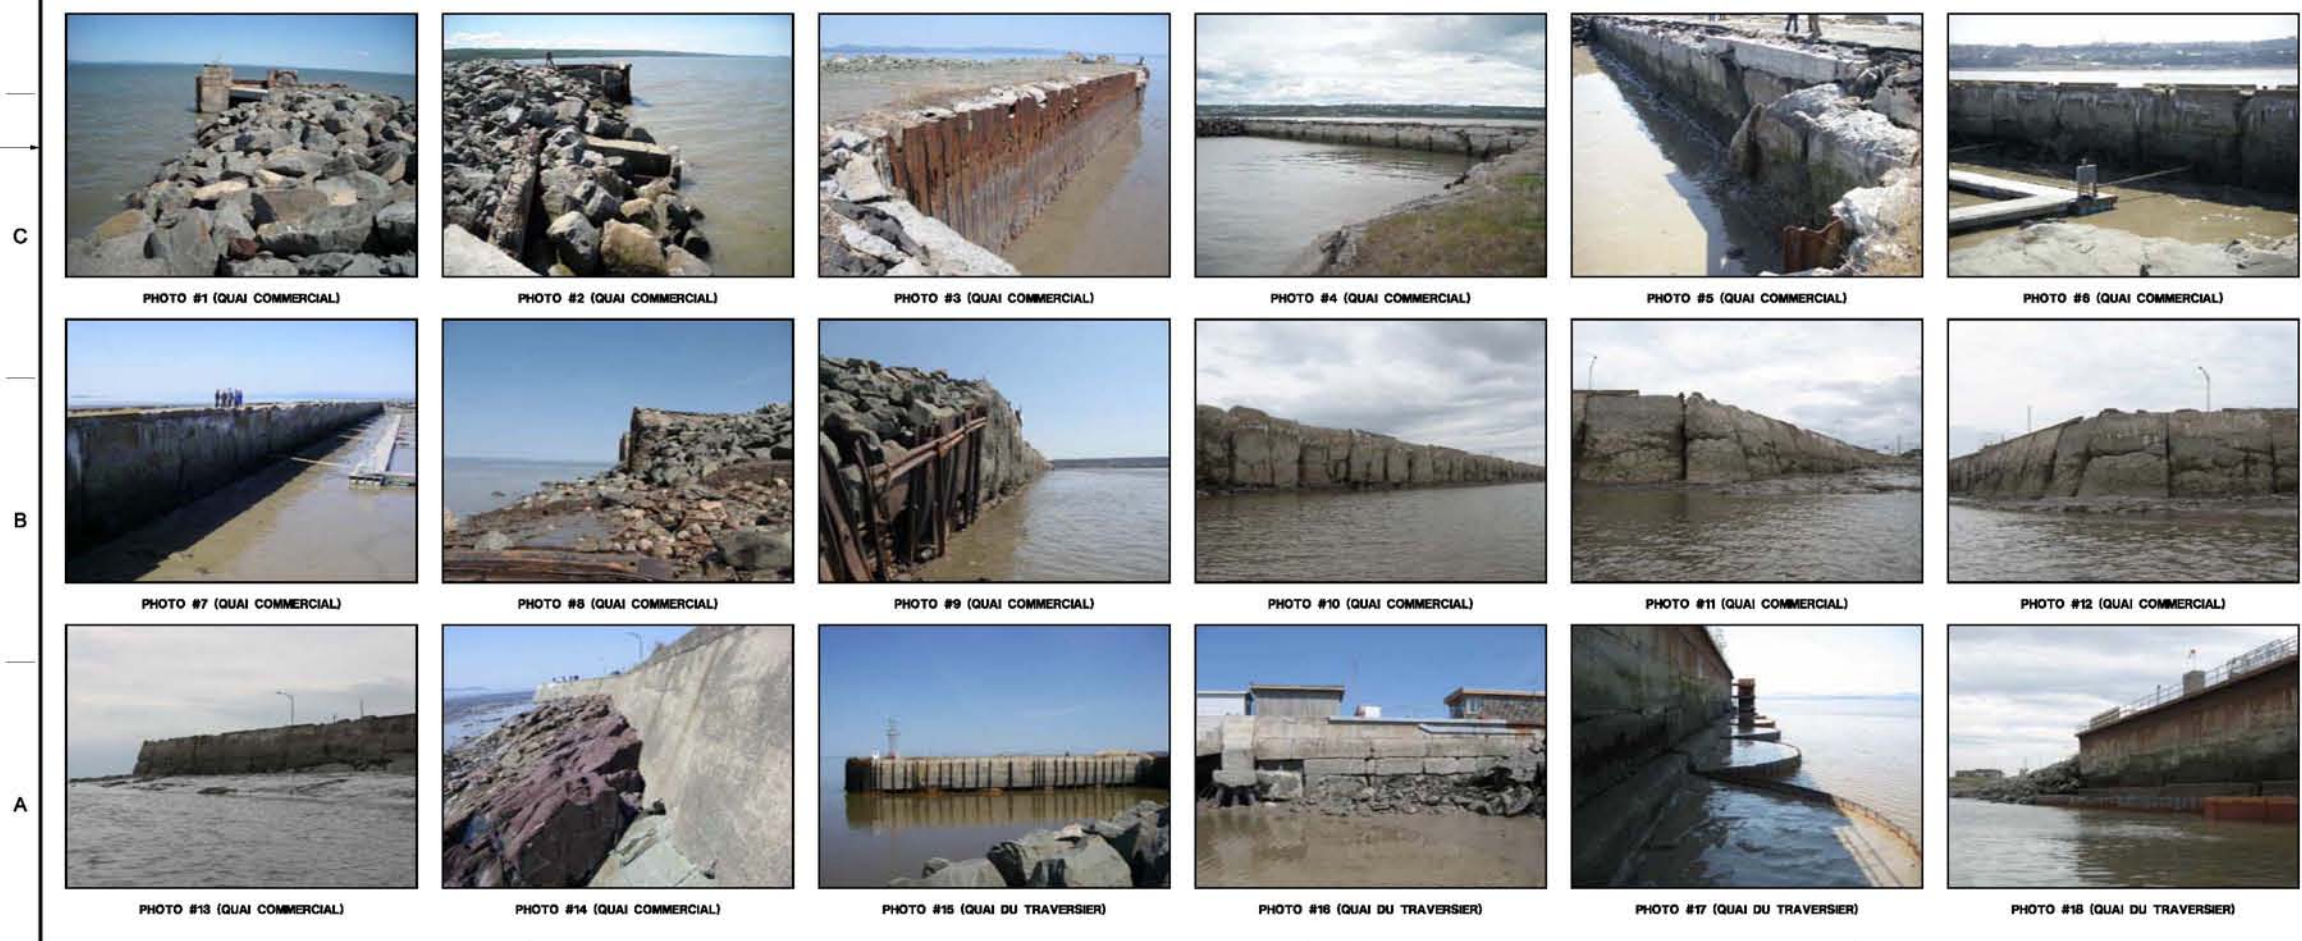 C
PHOTO #1 (QUAI COMMERCIAL)
PHOTO #2 (QUAI COMMERCIAL)
PHOTO #3 (QUAI COMMERCIAL)
PHOTO #4 (QUAI COMMERCIAL)
PHOTO #5 (QUAI COMMERCIAL)
PHOTO #6 (QUAI COMMERCIAL)
B
PHOTO #7 (QUAI COMMERCIAL)
PHOTO #8 (QUAI COMMERCIAL)
PHOTO #9 (QUAI COMMERCIAL)
PHOTO #10 (QUAI COMMERCIAL)
PHOTO #11 (QUAI COMMERCIAL)
PHOTO #12 (QUAI COMMERCIAL)
A
PHOTO #13 (QUAI COMMERCIAL)
PHOTO #14 (QUAI COMMERCIAL)
PHOTO #15 (QUAI DU TRAVERSIER)
PHOTO #16 (QUAI DU TRAVERSIER)
PHOTO #17 (QUAI DU TRAVERSIER)
PHOTO #18 (QUAI DU TRAVERSIER)